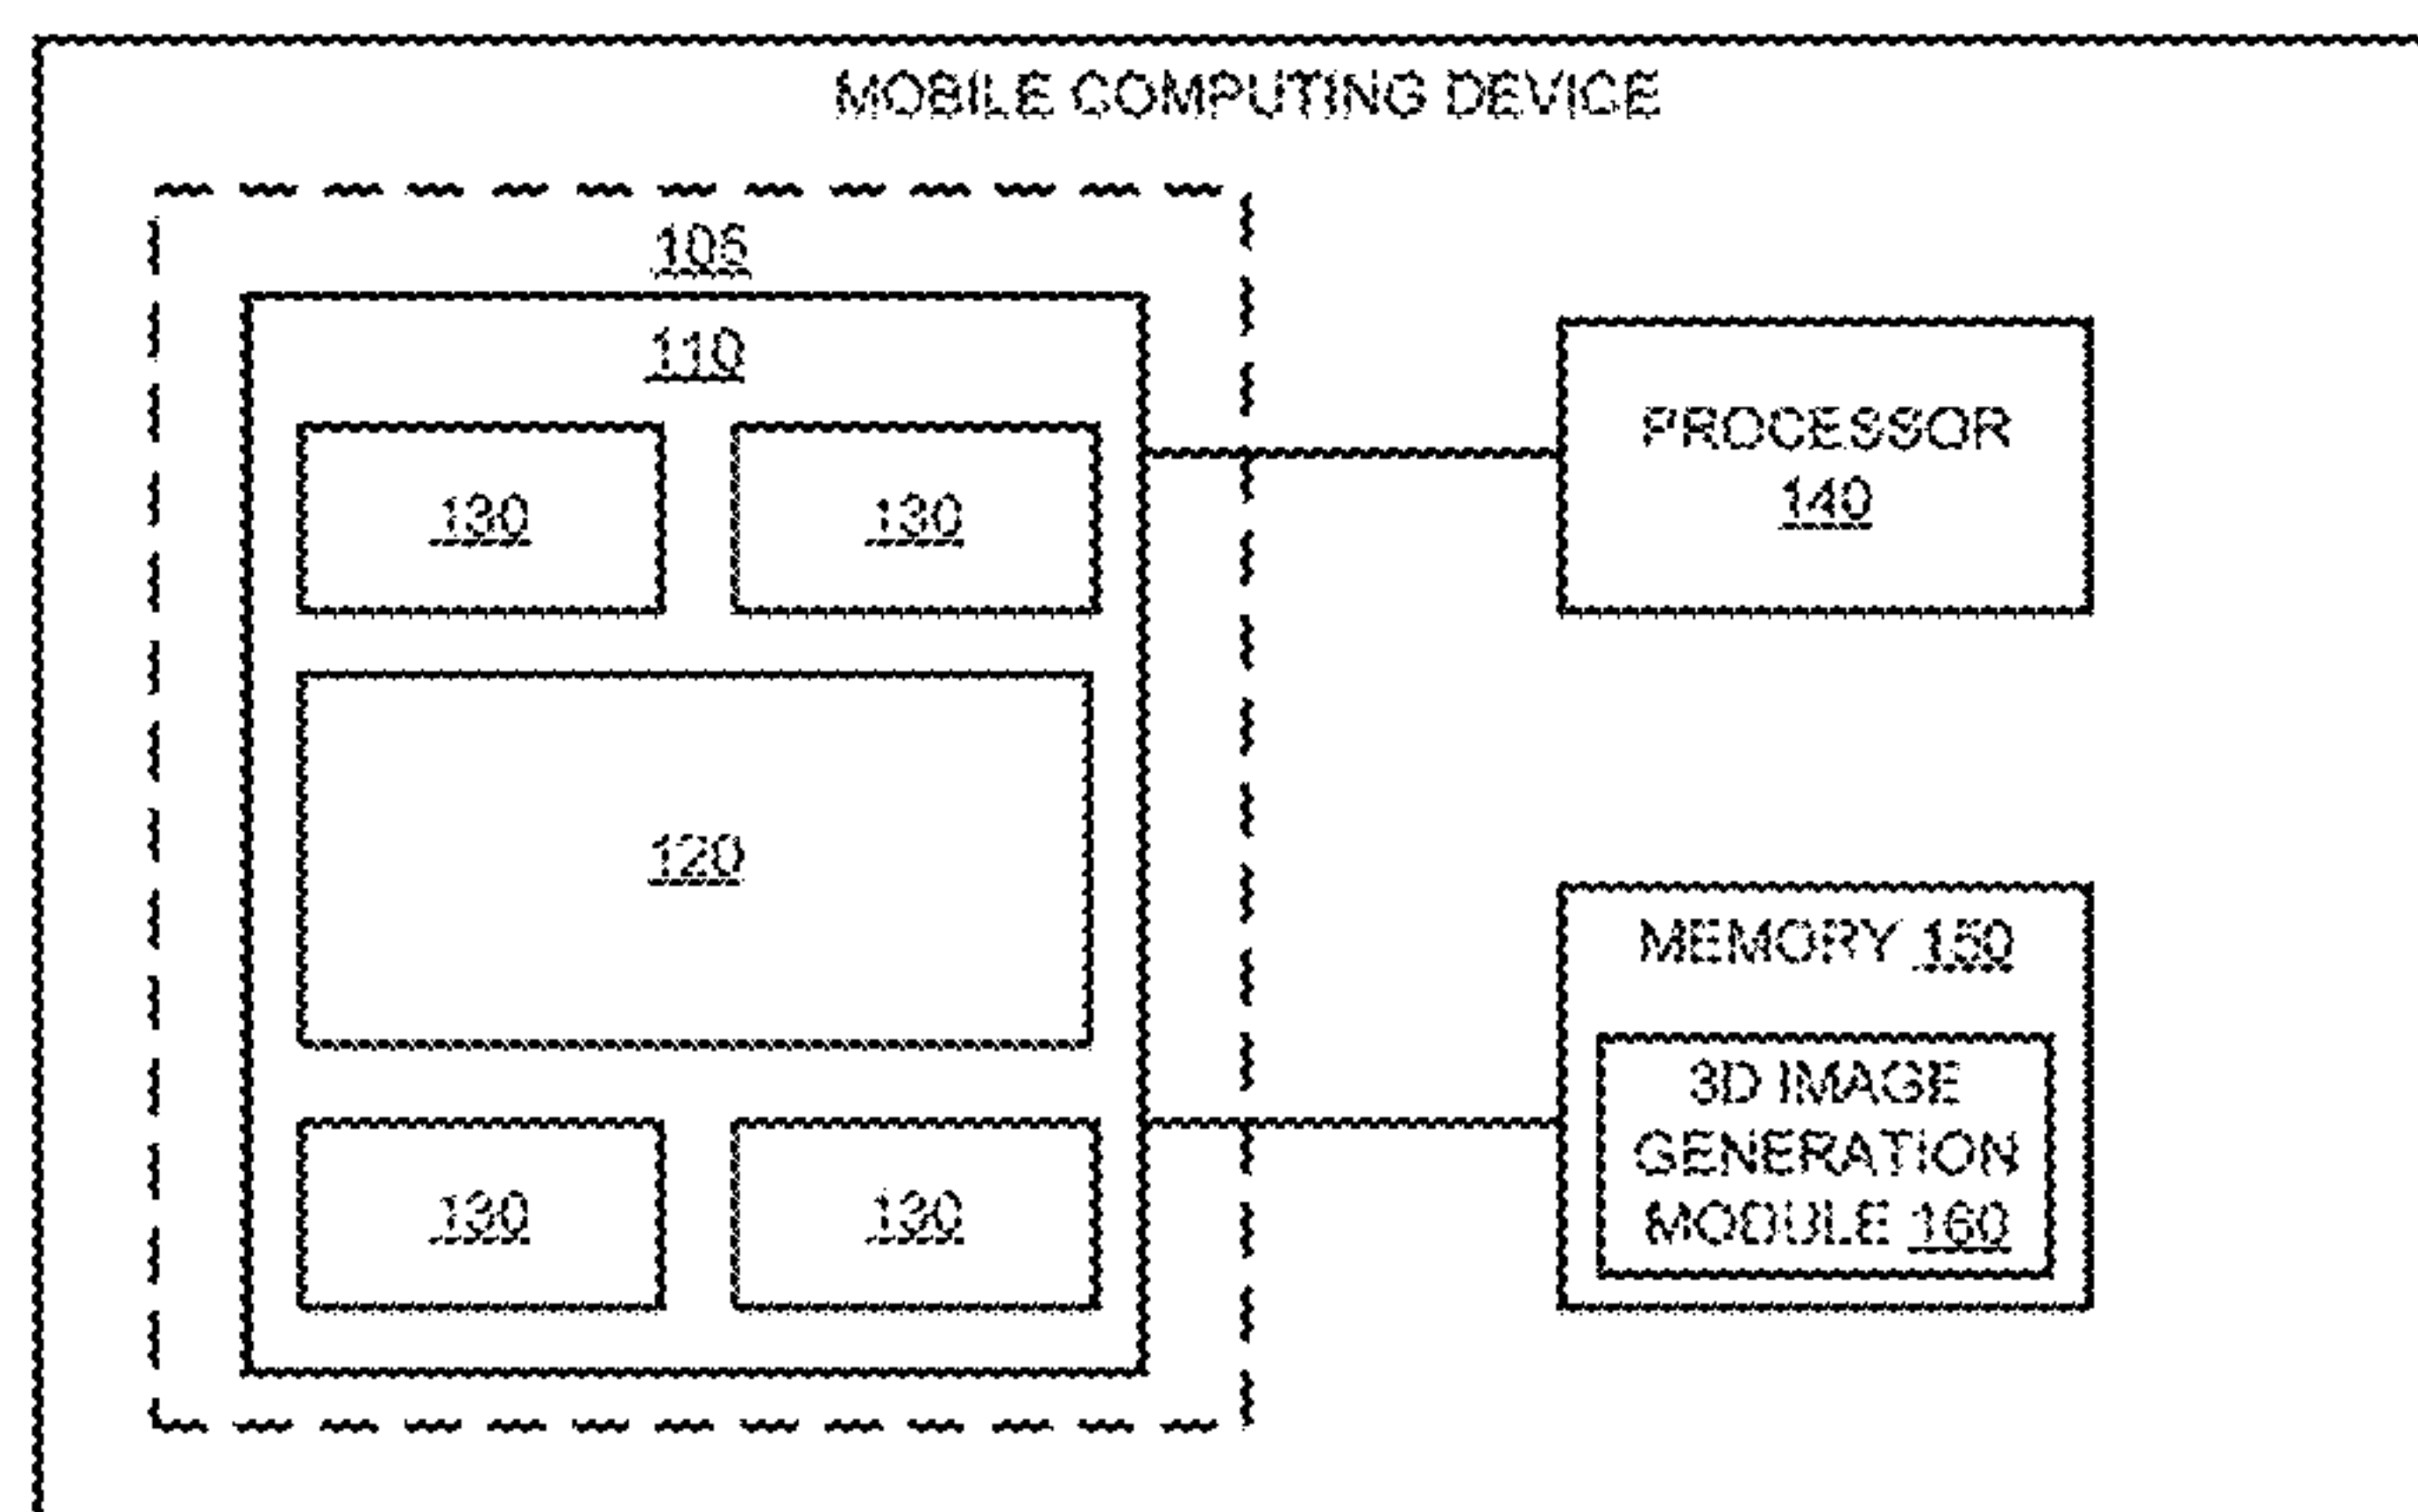 MOBILE COMPUTING DEVICE
105
110
130 130
PROCESSOR
140
120
MEMORY 150
3D IMAGE
GENERATION
MODULE 160
130 130